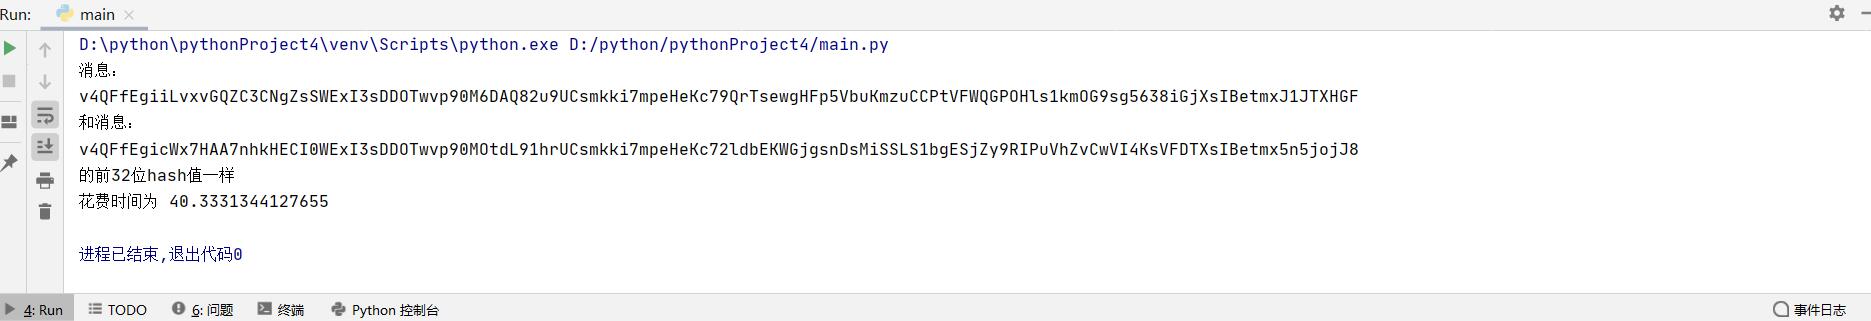 Run: main
D:\python\pythonProject4\venv\Scripts\python.exe D:/python/pythonProject4/main.py
消息:
v4QFfEgiiLvxvGQZC3CNgZsSWExI3sDDOTwvp90M6DAQ82u9UCsmkki7mpeHeKc79QrTsewgHFp5VbuKmzuCCPtVFWQGPOHls1kmOG9sg5638iGjXsIBetmxJ1JTXHGF
和消息:
v4QFfEgicWx7HAA7nhkHECI0WExI3sDDOTwvp90MOtdL91hrUCsmkki7mpeHeKc72ldbEKWGjgsnDsMiSSLS1bgESjZy9RIPuVhZvCwVI4KsVFDTXsIBetmx5n5jojJ8
的前32位hash值一样
花费时间为 40.3331344127655
进程已结束,退出代码0
4: Run TODO 6: 问题 终端 Python 控制台 事件日志